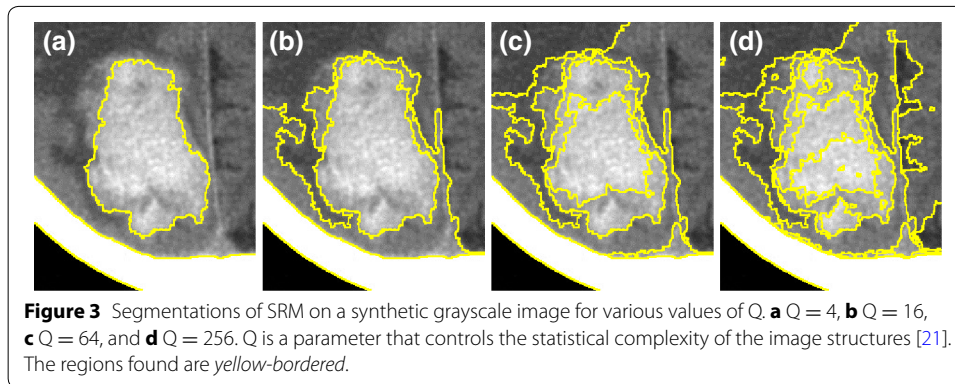 (a) (b) (c) (d)
Figure 3 Segmentations of SRM on a synthetic grayscale image for various values of Q. a Q = 4, b Q = 16,
c Q = 64, and d Q = 256. Q is a parameter that controls the statistical complexity of the image structures [21].
The regions found are yellow-bordered.